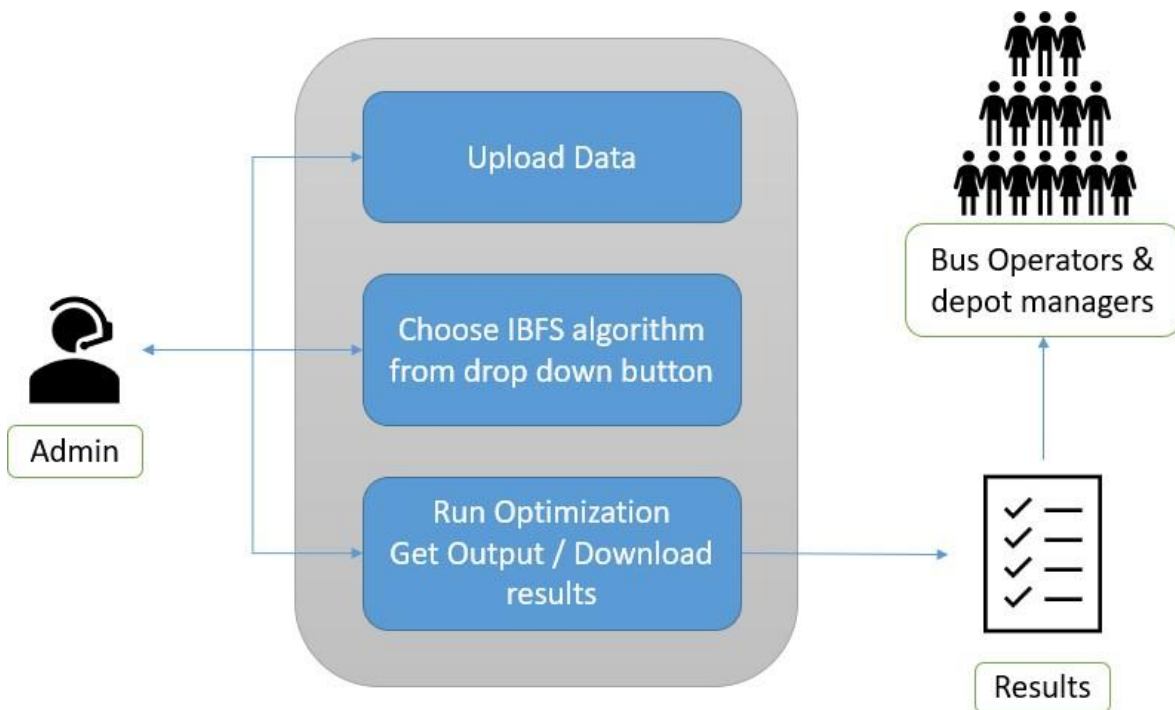 Upload Data
Choose IBFS algorithm
from drop down button
Run Optimization
Get Output / Download
results
Admin
Bus Operators &
depot managers
Results